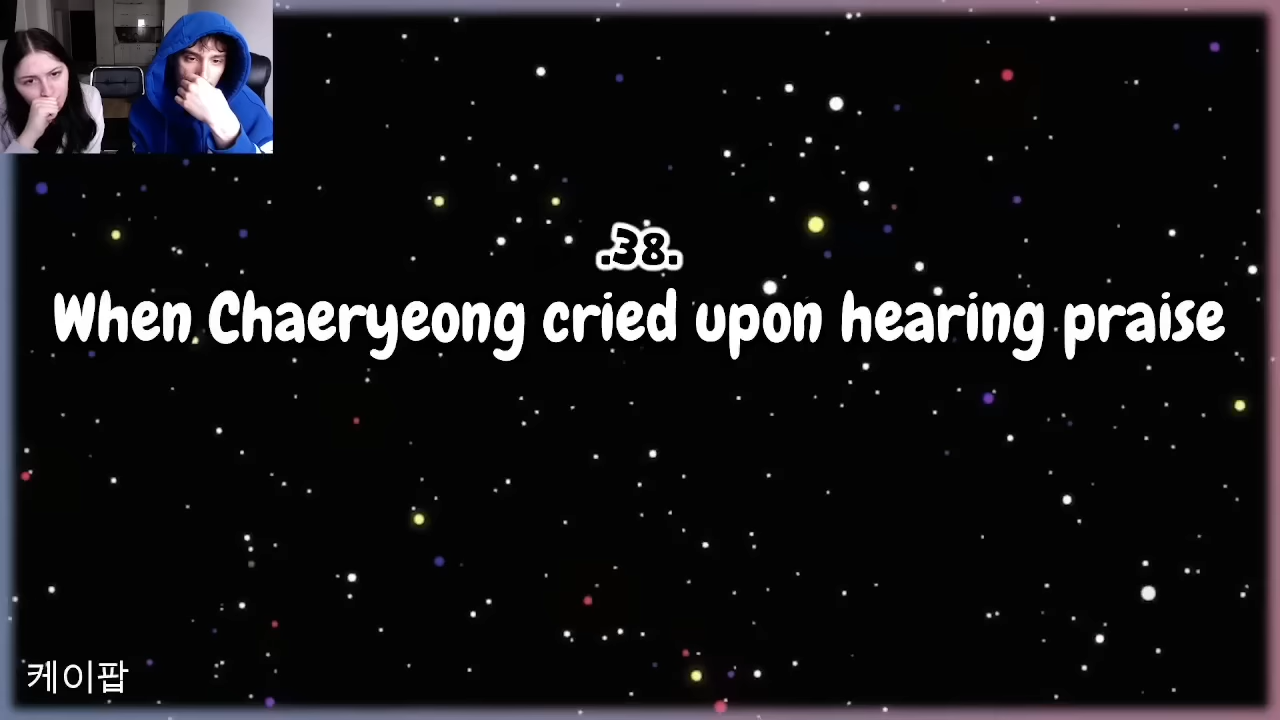 .38.
When Chaeryeong cried upon hearing praise
케이팝